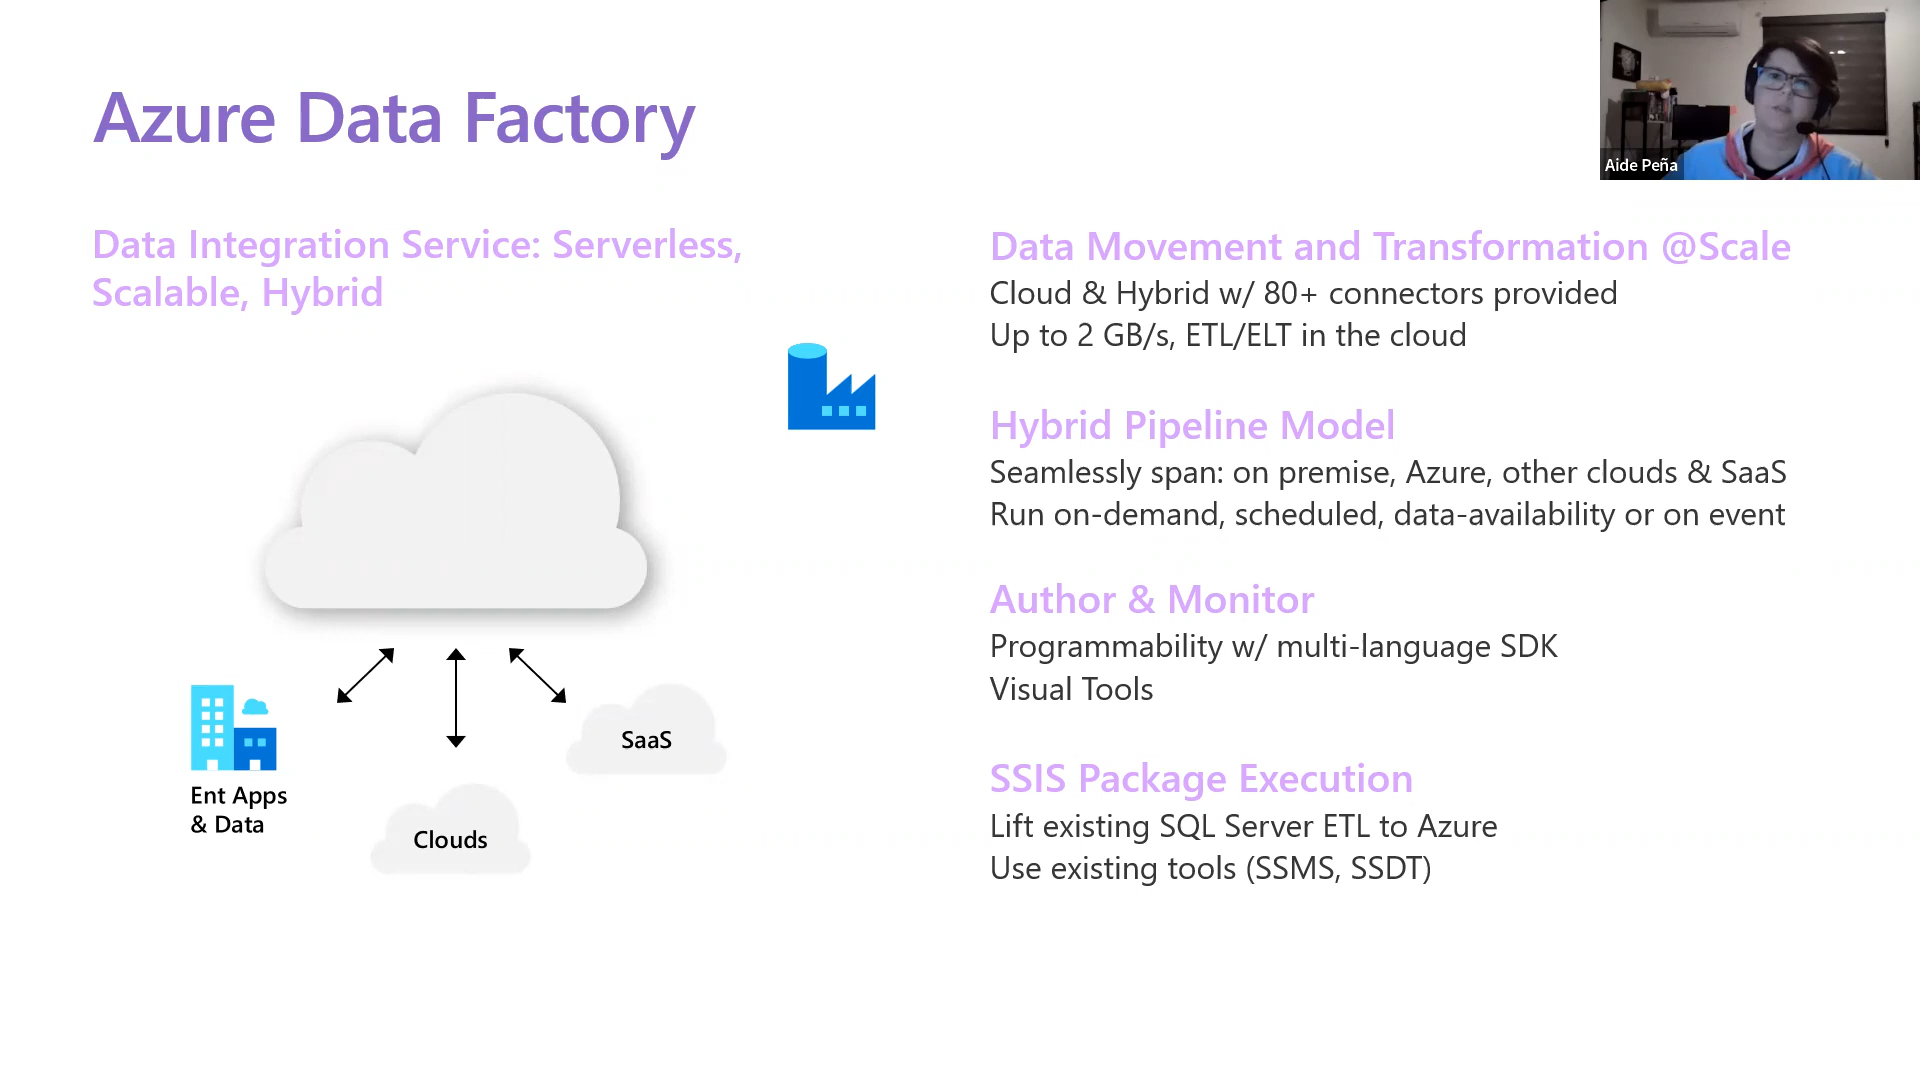 Azure Data Factory
Aide Peña
Data Integration Service: Serverless,
Scalable, Hybrid
Ent Apps
& Data
Clouds
SaaS
Data Movement and Transformation @Scale
Cloud & Hybrid w/ 80+ connectors provided
Up to 2 GB/s, ETL/ELT in the cloud
Hybrid Pipeline Model
Seamlessly span: on premise, Azure, other clouds & SaaS
Run on-demand, scheduled, data-availability or on event
Author & Monitor
Programmability w/ multi-language SDK
Visual Tools
SSIS Package Execution
Lift existing SQL Server ETL to Azure
Use existing tools (SSMS, SSDT)